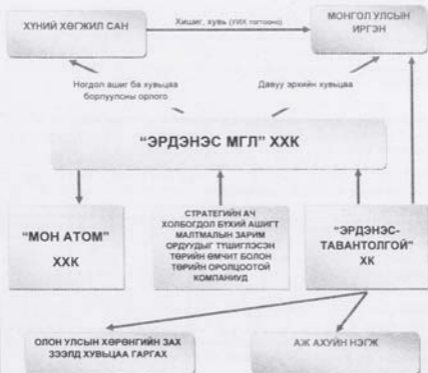 ХҮНИЙ ХӨГЖИЛ САН
Хишиг, хувь (УИХ тогтооно)
МОНГОЛ УЛСЫН
ИРГЭН
Ногдол ашиг ба хувьцаа
борлуулсны орлого
Давуу эрхийн хувьцаа
"ЭРДЭНЭС МГЛ" ХХК
"МОН АТОМ"
ХХК
СТРАТЕГИЙН АЧ
ХОЛБОГДОЛ БҮХИЙ АШИГТ
МАЛТМАЛЫН ЗАРИМ
ОРДУУДЫГ ТҮШИГЛЭСЭН
ТӨРИЙН ӨМЧИТ БОЛОН
ТӨРИЙН ОРОЛЦООТОЙ
КОМПАНИУД
"ЭРДЭНЭС-
ТАВАНТОЛГОЙ"
ХК
ОЛОН УЛСЫН ХӨРӨНГИЙН ЗАХ
ЗЭЭЛД ХУВЬЦАА ГАРГАХ
АЖ АХУЙН НЭГЖ